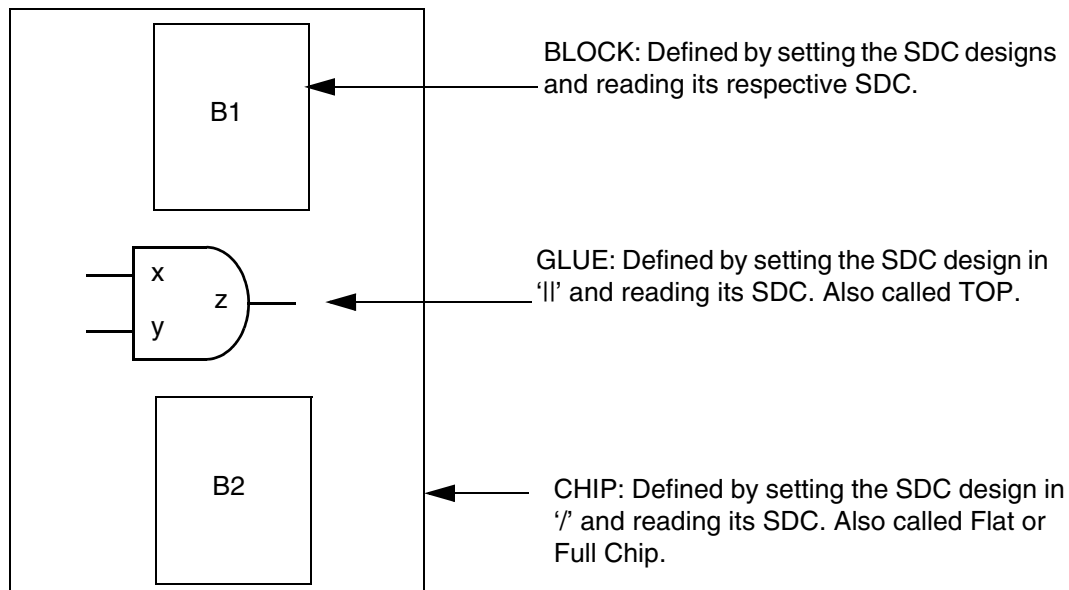 BLOCK: Defined by setting the SDC designs
and reading its respective SDC.
B1
GLUE: Defined by setting the SDC design in
‘||’ and reading its SDC. Also called TOP.
x
z
y
B2
CHIP: Defined by setting the SDC design in
‘/’ and reading its SDC. Also called Flat or
Full Chip.